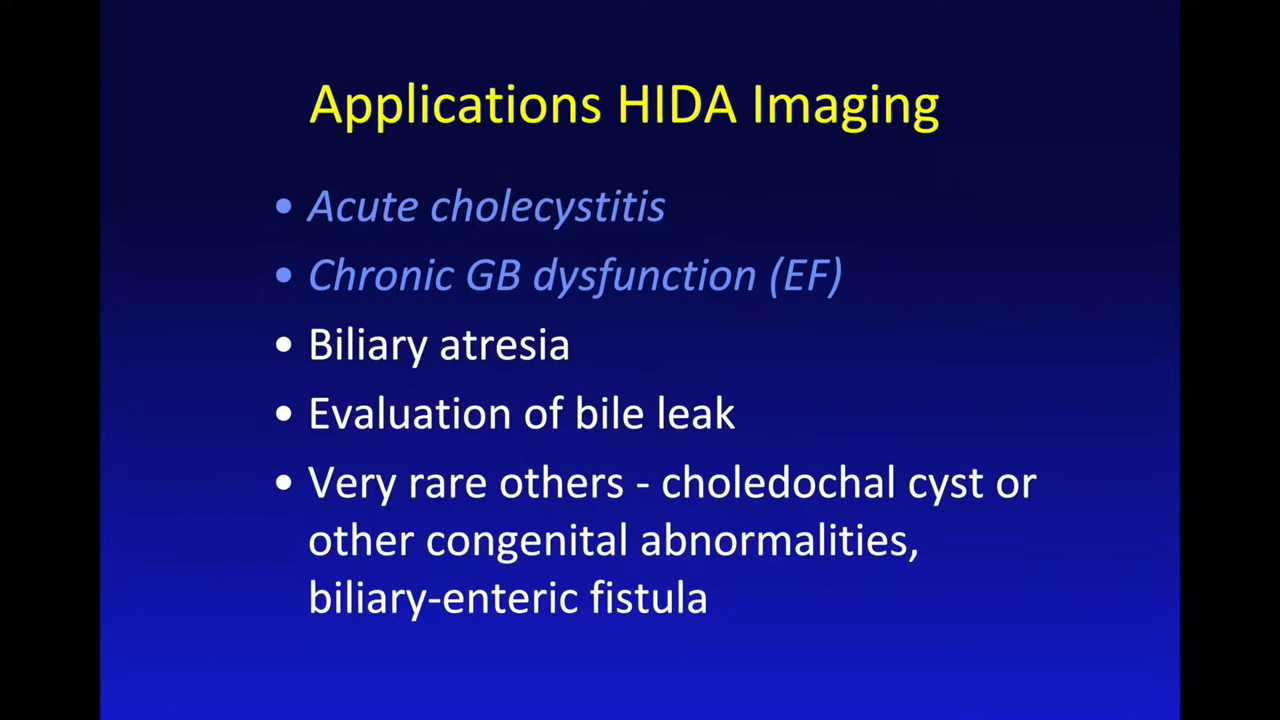 Applications HIDA Imaging
• Acute cholecystitis
• Chronic GB dysfunction (EF)
• Biliary atresia
• Evaluation of bile leak
• Very rare others - choledochal cyst or
other congenital abnormalities,
biliary-enteric fistula